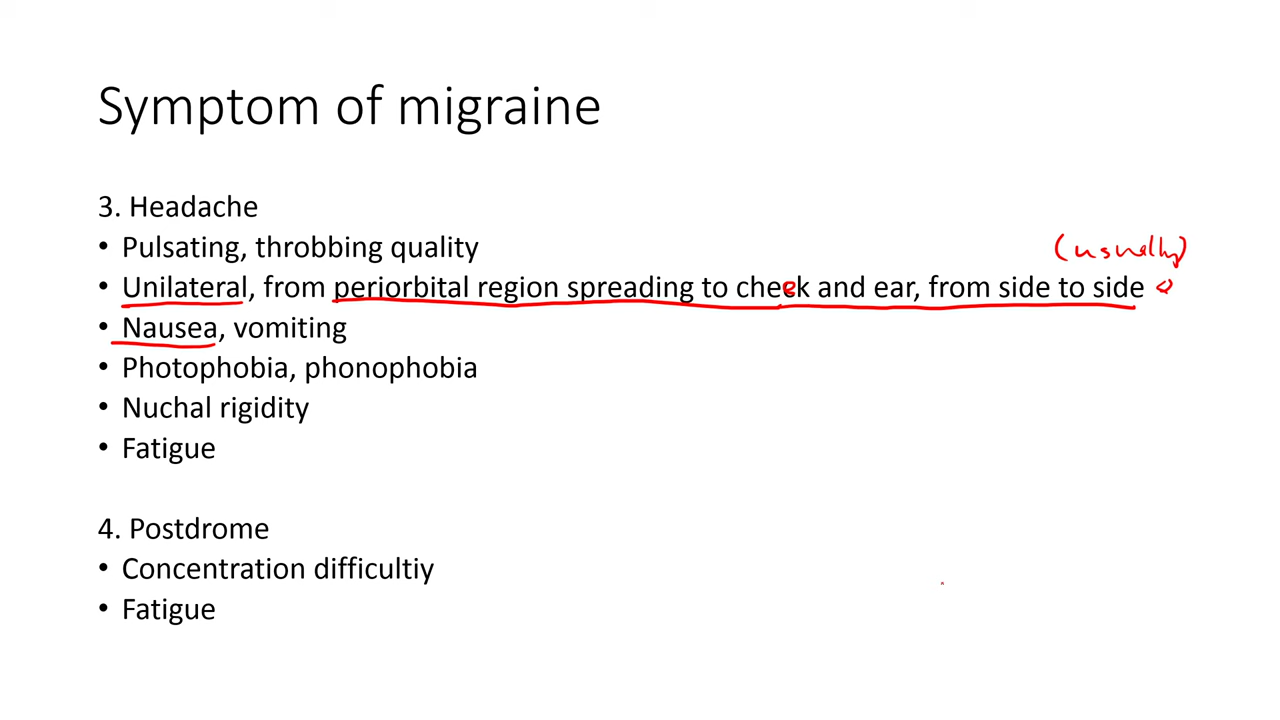 Symptom of migraine
3. Headache
• Pulsating, throbbing quality
(usually)
• Unilateral, from periorbital region spreading to cheek and ear, from side to side
• Nausea, vomiting
• Photophobia, phonophobia
• Nuchal rigidity
• Fatigue
4. Postdrome
• Concentration difficultiy
• Fatigue